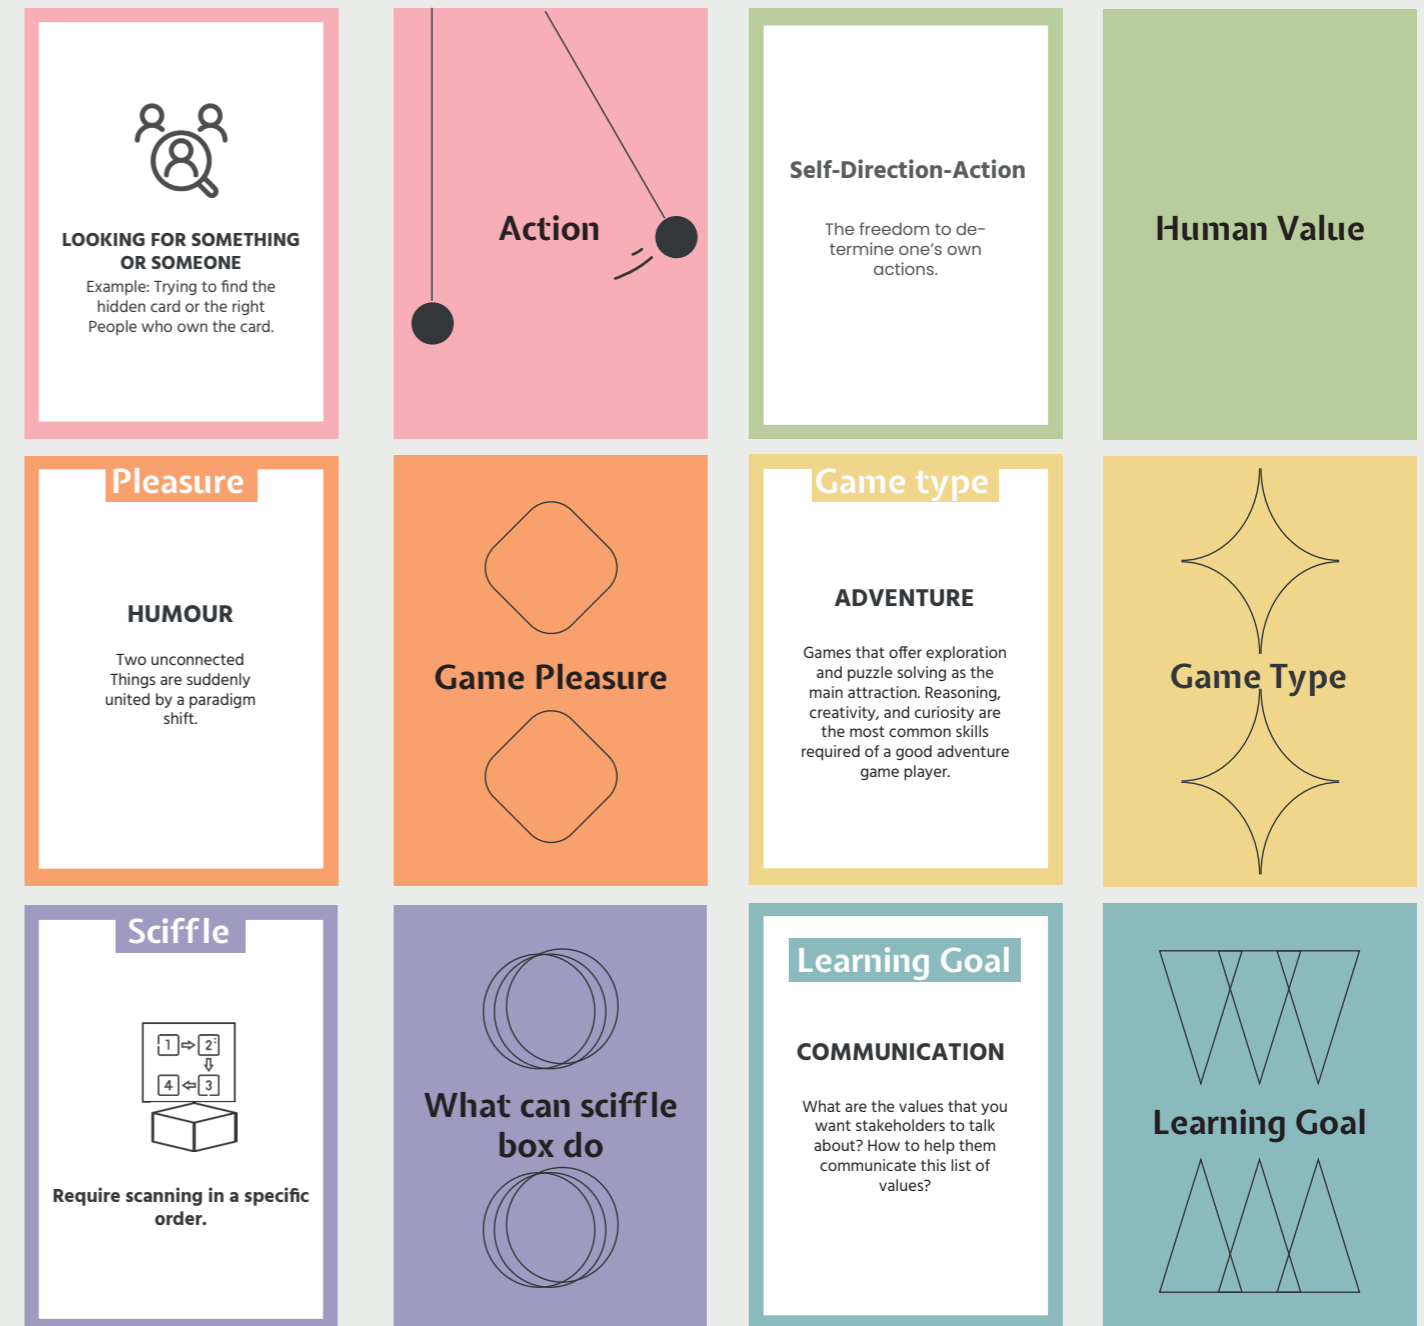 LOOKING FOR SOMETHING
OR SOMEONE
Example: Trying to find the
hidden card or the right
People who own the card.
Action
Self-Direction-Action
The freedom to de-
termine one's own
actions.
Human Value
Pleasure
HUMOUR
Two unconnected
Things are suddenly
united by a paradigm
shift.
Game Pleasure
Game type
ADVENTURE
Games that offer exploration
and puzzle solving as the
main attraction. Reasoning,
creativity, and curiosity are
the most common skills
required of a good adventure
game player.
Game Type
Sciffle
1 2
4 3
Require scanning in a specific
order.
What can sciffle
box do
Learning Goal
COMMUNICATION
What are the values that you
want stakeholders to talk
about? How to help them
communicate this list of
values?
Learning Goal